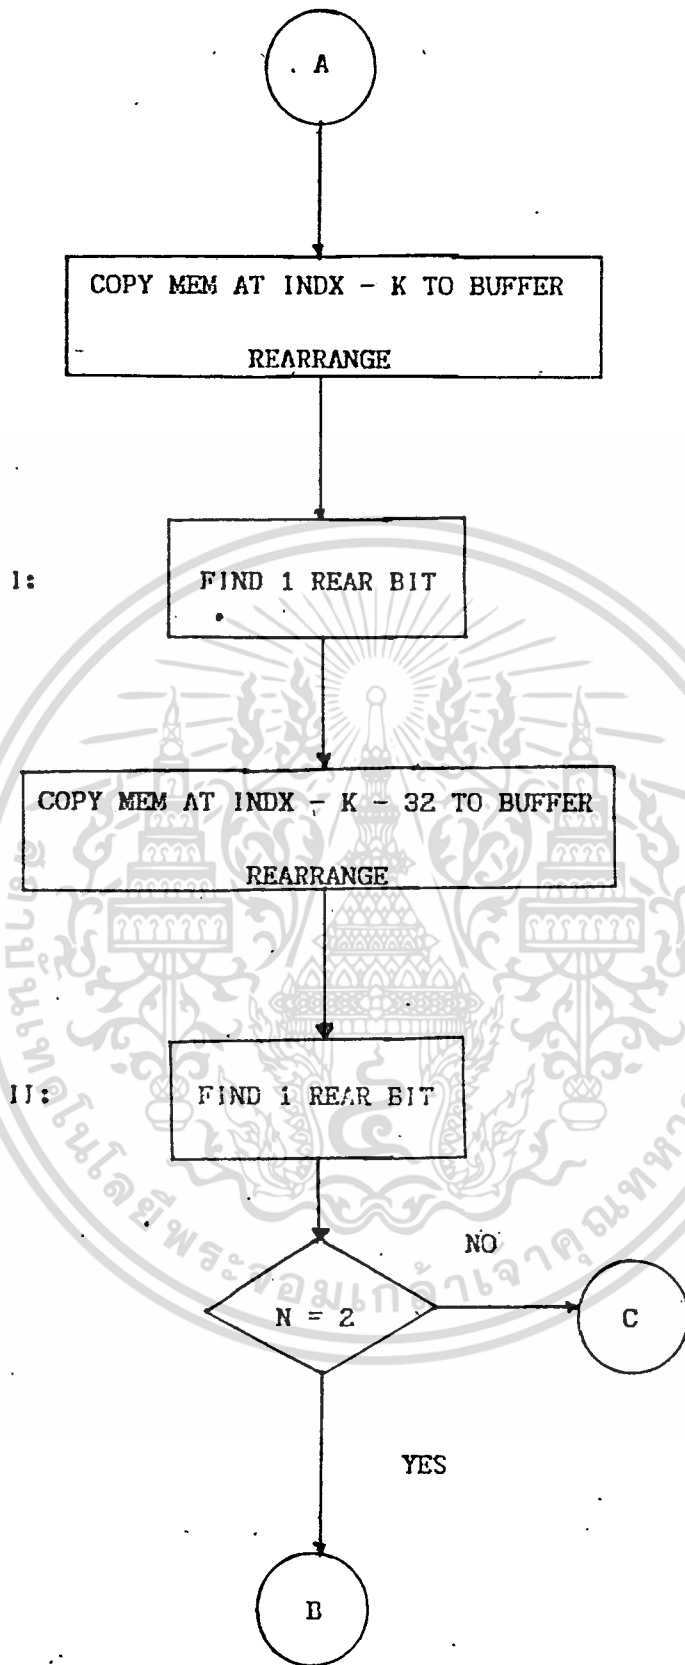 A
COPY MEM AT INDX - K TO BUFFER
REARRANGE
I:
FIND 1 REAR BIT
COPY MEM AT INDX - K - 32 TO BUFFER
REARRANGE
II:
FIND 1 REAR BIT
NO
N = 2
C
YES
B